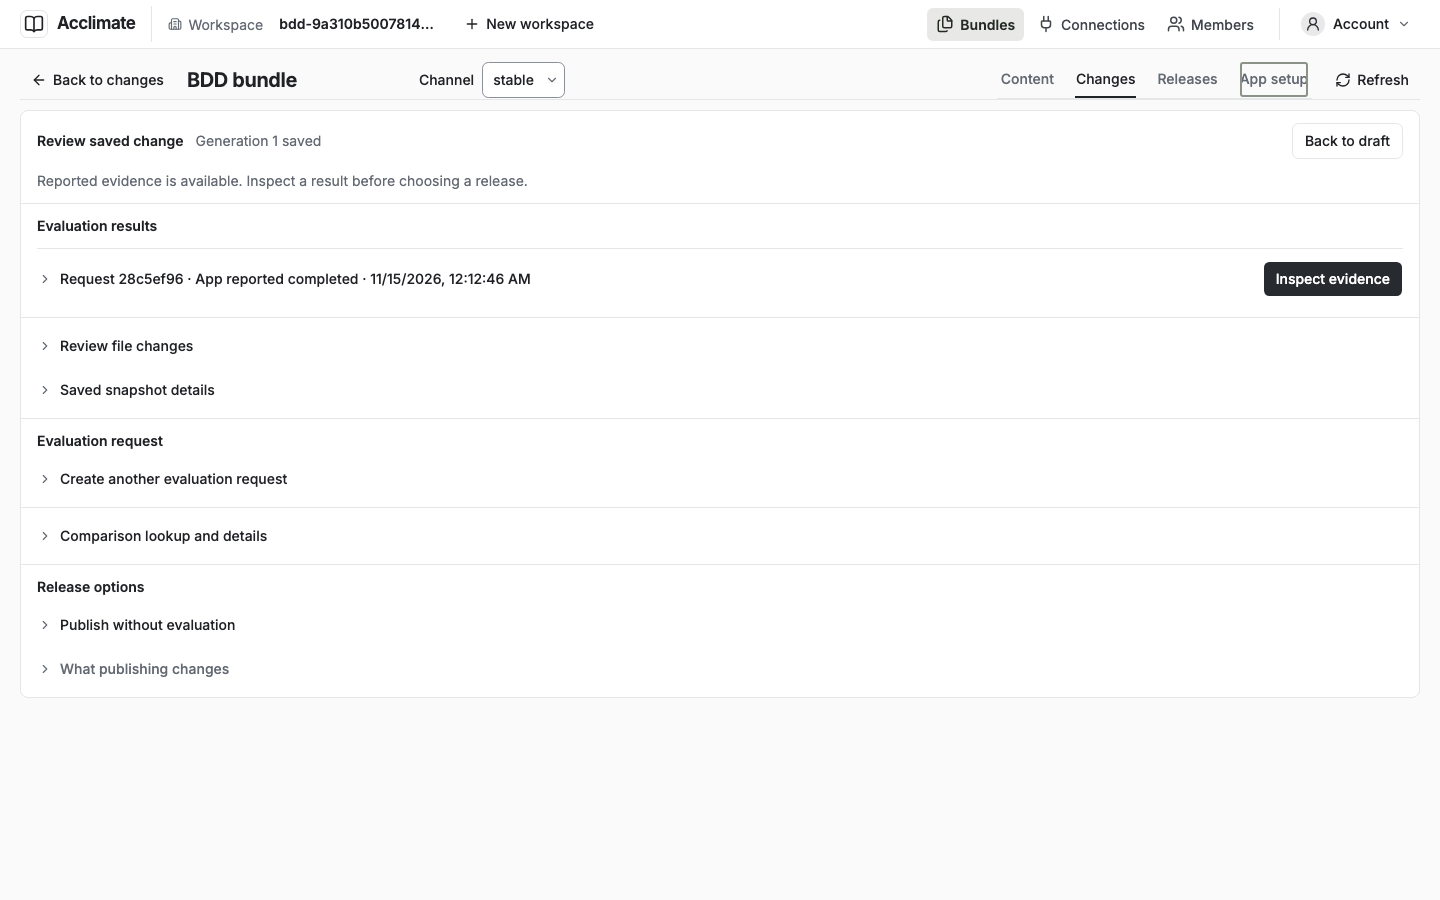 Acclimate Workspace bdd-9a310b5007814... New workspace Bundles Connections Members Account
Back to changes BDD bundle Channel stable Content Changes Releases App setup Refresh
Review saved change Generation 1 saved Back to draft
Reported evidence is available. Inspect a result before choosing a release.
Evaluation results
Request 28c5ef96 · App reported completed · 11/15/2026, 12:12:46 AM Inspect evidence
Review file changes
Saved snapshot details
Evaluation request
Create another evaluation request
Comparison lookup and details
Release options
Publish without evaluation
What publishing changes